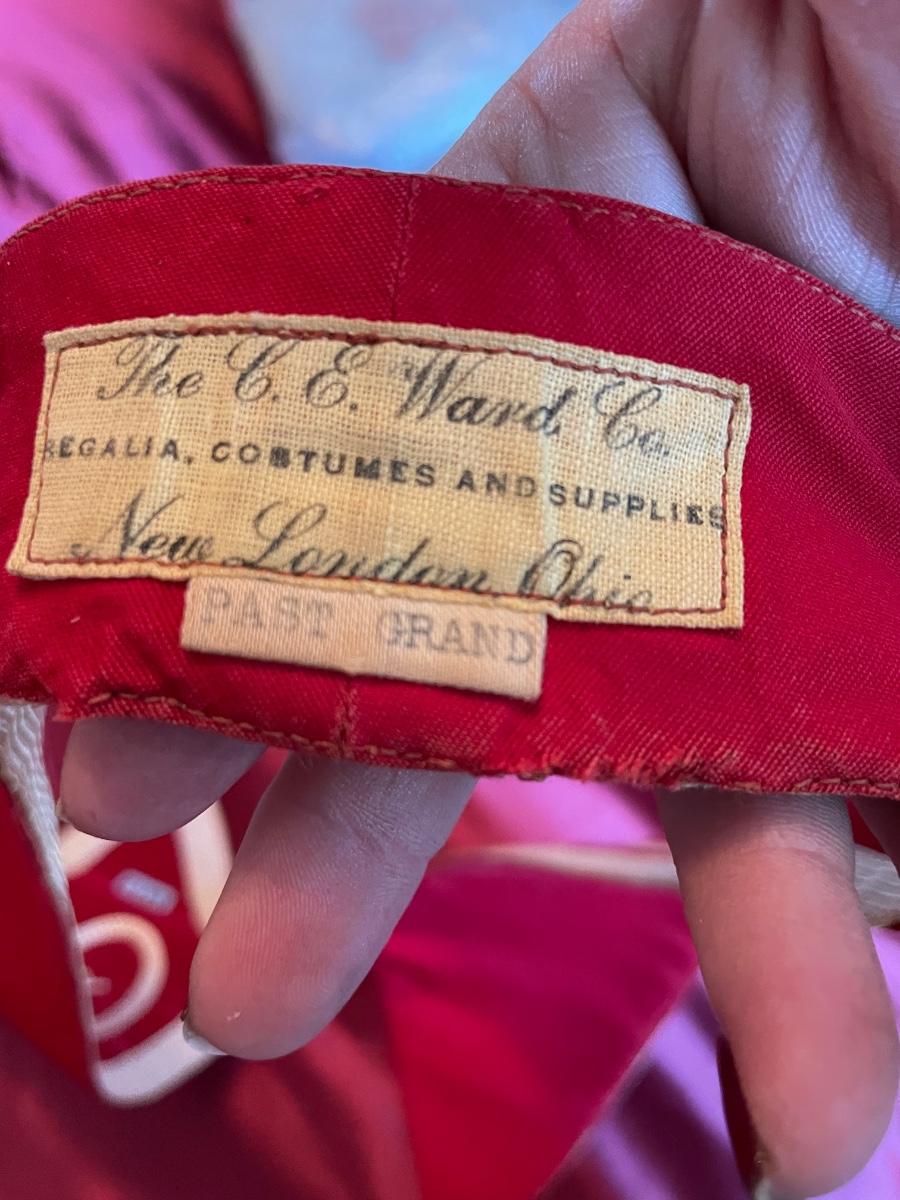 The C. E. Ward Co.
REGALIA, COSTUMES AND SUPPLIES
New London, Ohio
PAST GRAND